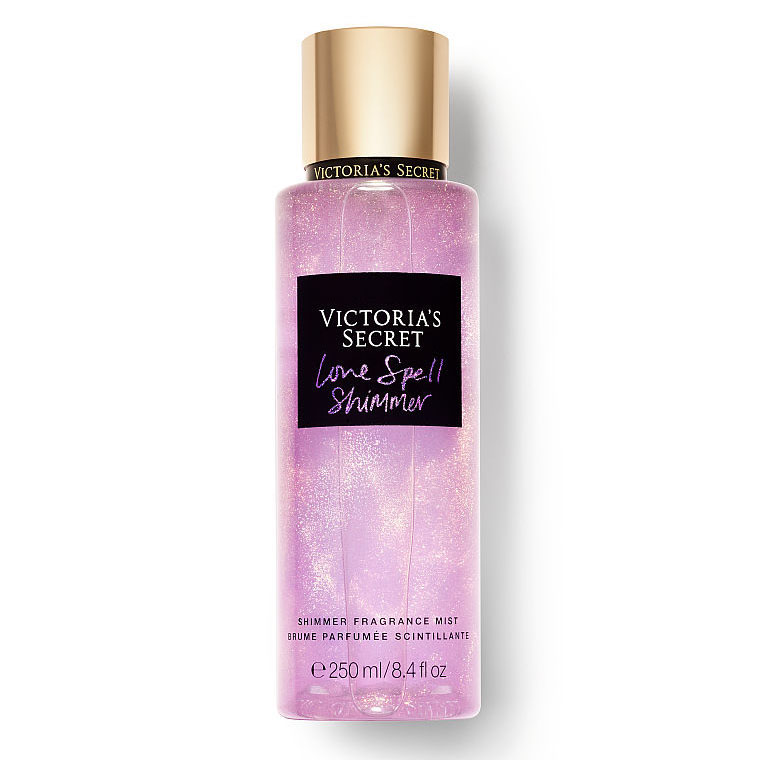 VICTORIA'S SECRET
VICTORIA'S
SECRET
Love Spell
Shimmer
SHIMMER FRAGRANCE MIST
BRUME PARFUMÉE SCINTILLANTE
℮ 250 ml/8.4 fl oz